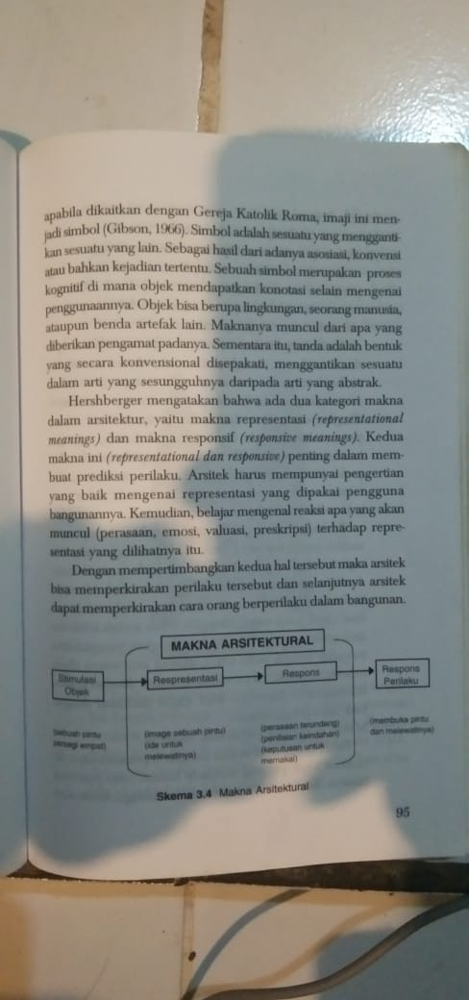 apabila dikaitkan dengan Gereja Katolik Roma, imaji ini men-
jadi simbol (Gibson, 1966). Simbol adalah sesuatu yang mengganti-
kan sesuatu yang lain. Sebagai hasil dari adanya asosiasi, konvensi
atau bahkan kejadian tertentu. Sebuah simbol merupakan proses
kognitif di mana objek mendapatkan konotasi selain mengenai
penggunaannya. Objek bisa berupa lingkungan, seorang manusia,
ataupun benda artefak lain. Maknanya muncul dari apa yang
diberikan pengamat padanya. Sementara itu, tanda adalah bentuk
yang secara konvensional disepakati, menggantikan sesuatu
dalam arti yang sesungguhnya daripada arti yang abstrak.
Hershberger mengatakan bahwa ada dua kategori makna
dalam arsitektur, yaitu makna representasi (representational
meanings) dan makna responsif (responsive meanings). Kedua
makna ini (representational dan responsive) penting dalam mem-
buat prediksi perilaku. Arsitek harus mempunyai pengertian
yang baik mengenai representasi yang dipakai pengguna
bangunannya. Kemudian, belajar mengenal reaksi apa yang akan
muncul (perasaan, emosi, valuasi, preskripsi) terhadap repre-
sentasi yang dilihatnya itu.
Dengan mempertimbangkan kedua hal tersebut maka arsitek
bisa memperkirakan perilaku tersebut dan selanjutnya arsitek
dapat memperkirakan cara orang berperilaku dalam bangunan.
MAKNA ARSITEKTURAL
Stimulasi
Objek
Respresentasi
Respons
Respons
Perilaku
(sebuah pintu
persegi empat)
(image sebuah pintu)
(ide untuk
melewatinya)
(perasaan terundang)
(penilaian keindahan)
(keputusan untuk
memakai)
(membuka pintu
dan melewatinya)
Skema 3.4 Makna Arsitektural
95